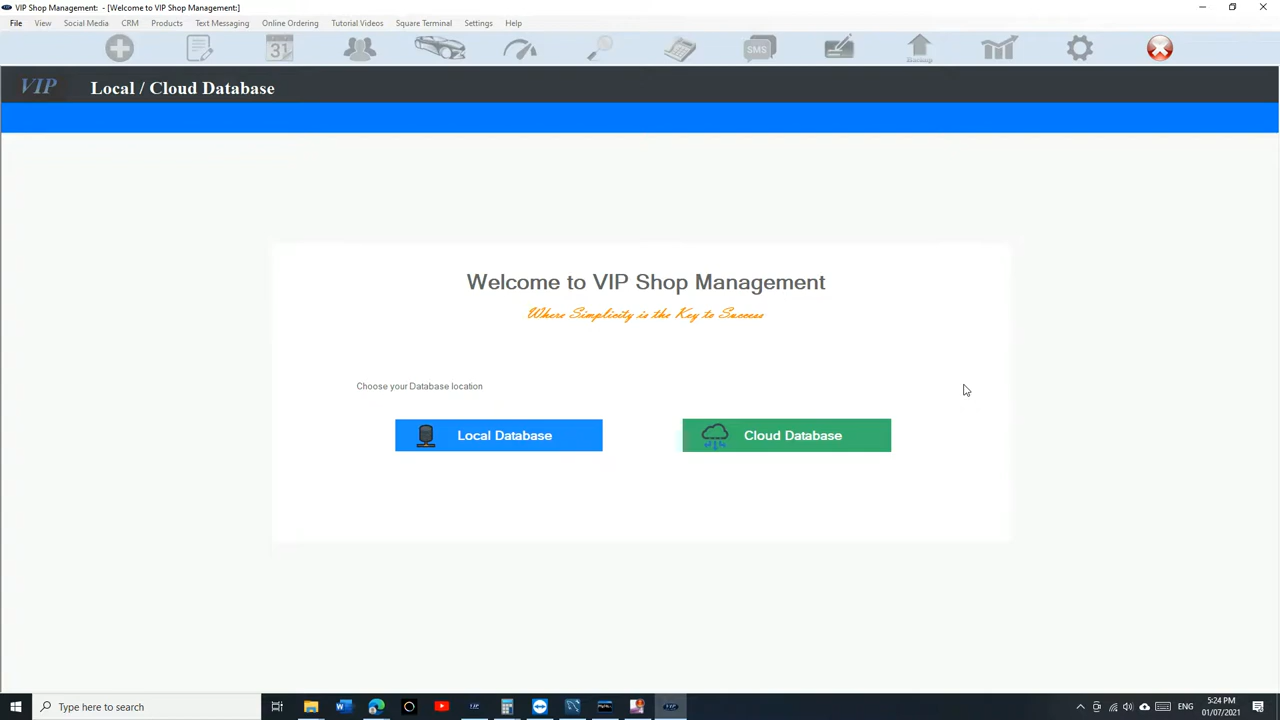 VIP Shop Management: - [Welcome to VIP Shop Management:]
File View Social Media CRM Products Text Messaging Online Ordering Tutorial Videos Square Terminal Settings Help
31 SMS Backup
VIP Local / Cloud Database
Welcome to VIP Shop Management
Where Simplicity is the Key to Success
Choose your Database location
Local Database Cloud Database
Type here to search
ENG
5:24 PM
01/07/2021